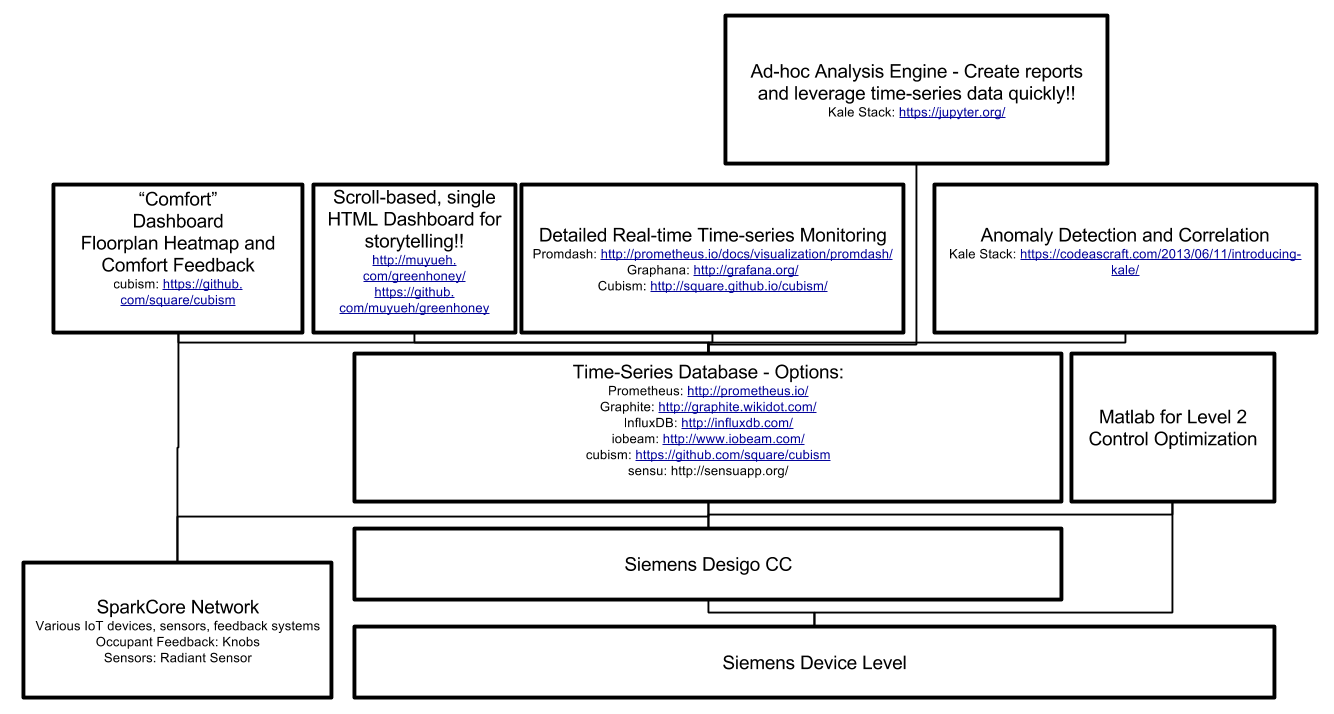 Ad-hoc Analysis Engine - Create reports
and leverage time-series data quickly!!
Kale Stack: https://jupyter.org/
“Comfort”
Dashboard
Floorplan Heatmap and
Comfort Feedback
cubism: https://github.
com/square/cubism
Scroll-based, single
HTML Dashboard for
storytelling!!
http://muyueh.
com/greenhoney/
https://github.
com/muyueh/greenhoney
Detailed Real-time Time-series Monitoring
Promdash: http://prometheus.io/docs/visualization/promdash/
Graphana: http://grafana.org/
Cubism: http://square.github.io/cubism/
Anomaly Detection and Correlation
Kale Stack: https://codeascraft.com/2013/06/11/introducing-
kale/
Time-Series Database - Options:
Prometheus: http://prometheus.io/
Graphite: http://graphite.wikidot.com/
InfluxDB: http://influxdb.com/
iobeam: http://www.iobeam.com/
cubism: https://github.com/square/cubism
sensu: http://sensuapp.org/
Matlab for Level 2
Control Optimization
Siemens Desigo CC
SparkCore Network
Various IoT devices, sensors, feedback systems
Occupant Feedback: Knobs
Sensors: Radiant Sensor
Siemens Device Level